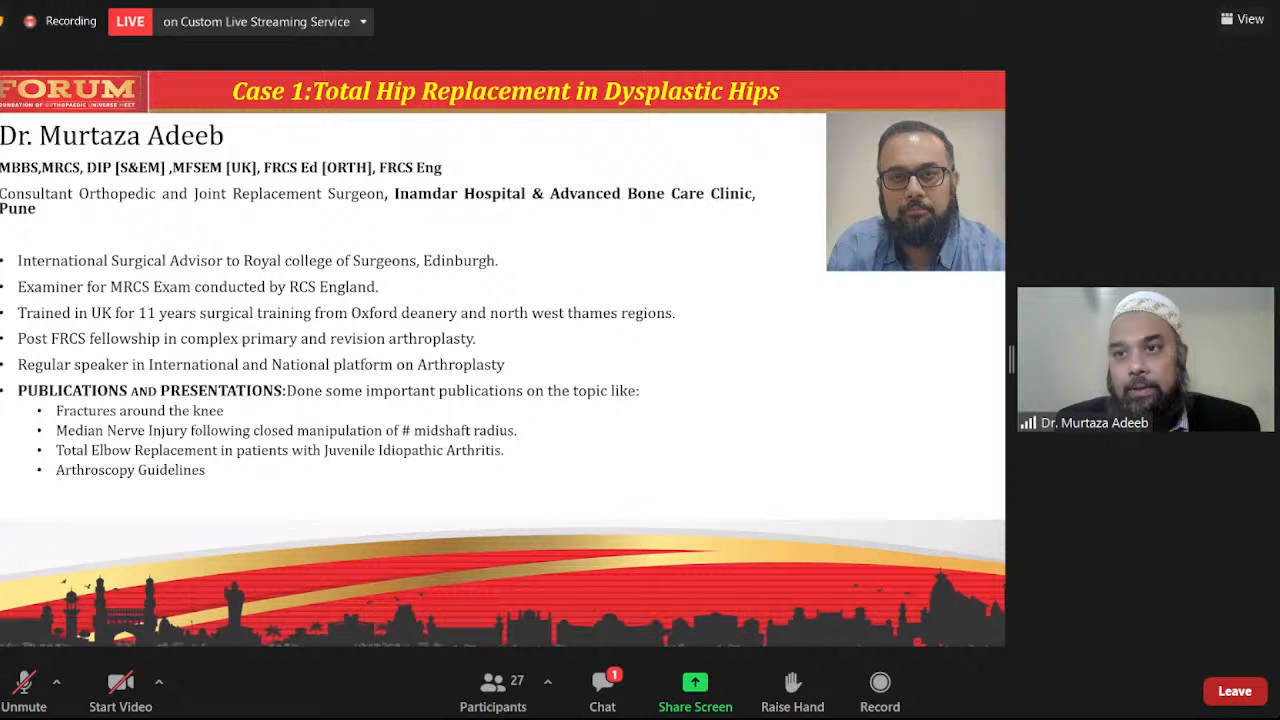 Recording
LIVE
on Custom Live Streaming Service
View
FORUM
OUNDATION OF ORTHOPAEDIC UNIVERSE MEET
Case 1:Total Hip Replacement in Dysplastic Hips
Dr. Murtaza Adeeb
MBBS,MRCS, DIP [S&EM] ,MFSEM [UK], FRCS Ed [ORTH], FRCS Eng
Consultant Orthopedic and Joint Replacement Surgeon, Inamdar Hospital & Advanced Bone Care Clinic,
Pune
• International Surgical Advisor to Royal college of Surgeons, Edinburgh.
• Examiner for MRCS Exam conducted by RCS England.
• Trained in UK for 11 years surgical training from Oxford deanery and north west thames regions.
• Post FRCS fellowship in complex primary and revision arthroplasty.
• Regular speaker in International and National platform on Arthroplasty
• PUBLICATIONS AND PRESENTATIONS:Done some important publications on the topic like:
• Fractures around the knee
• Median Nerve Injury following closed manipulation of # midshaft radius.
• Total Elbow Replacement in patients with Juvenile Idiopathic Arthritis.
• Arthroscopy Guidelines
Dr. Murtaza Adeeb
27
1
Unmute
Start Video
Participants
Chat
Share Screen
Raise Hand
Record
Leave